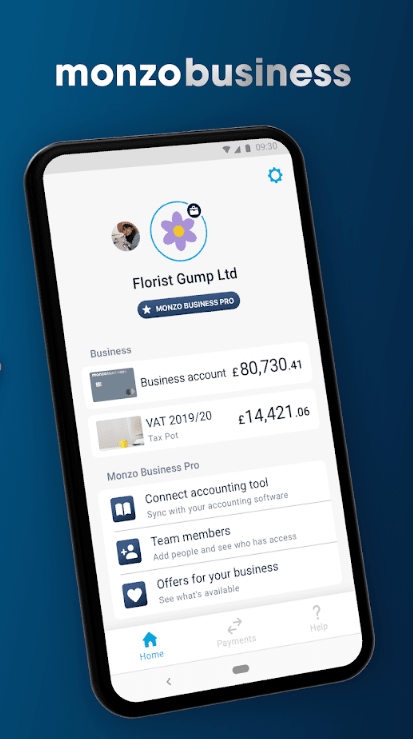 monzobusiness
09:30
Florist Gump Ltd
MONZO BUSINESS PRO
Business
Business account £80,730.41
VAT 2019/20 £14,421.06
Tax Pot
Monzo Business Pro
Connect accounting tool
Sync with your accounting software
Team members
Add people and see who has access
Offers for your business
See what's available
Home Payments Help